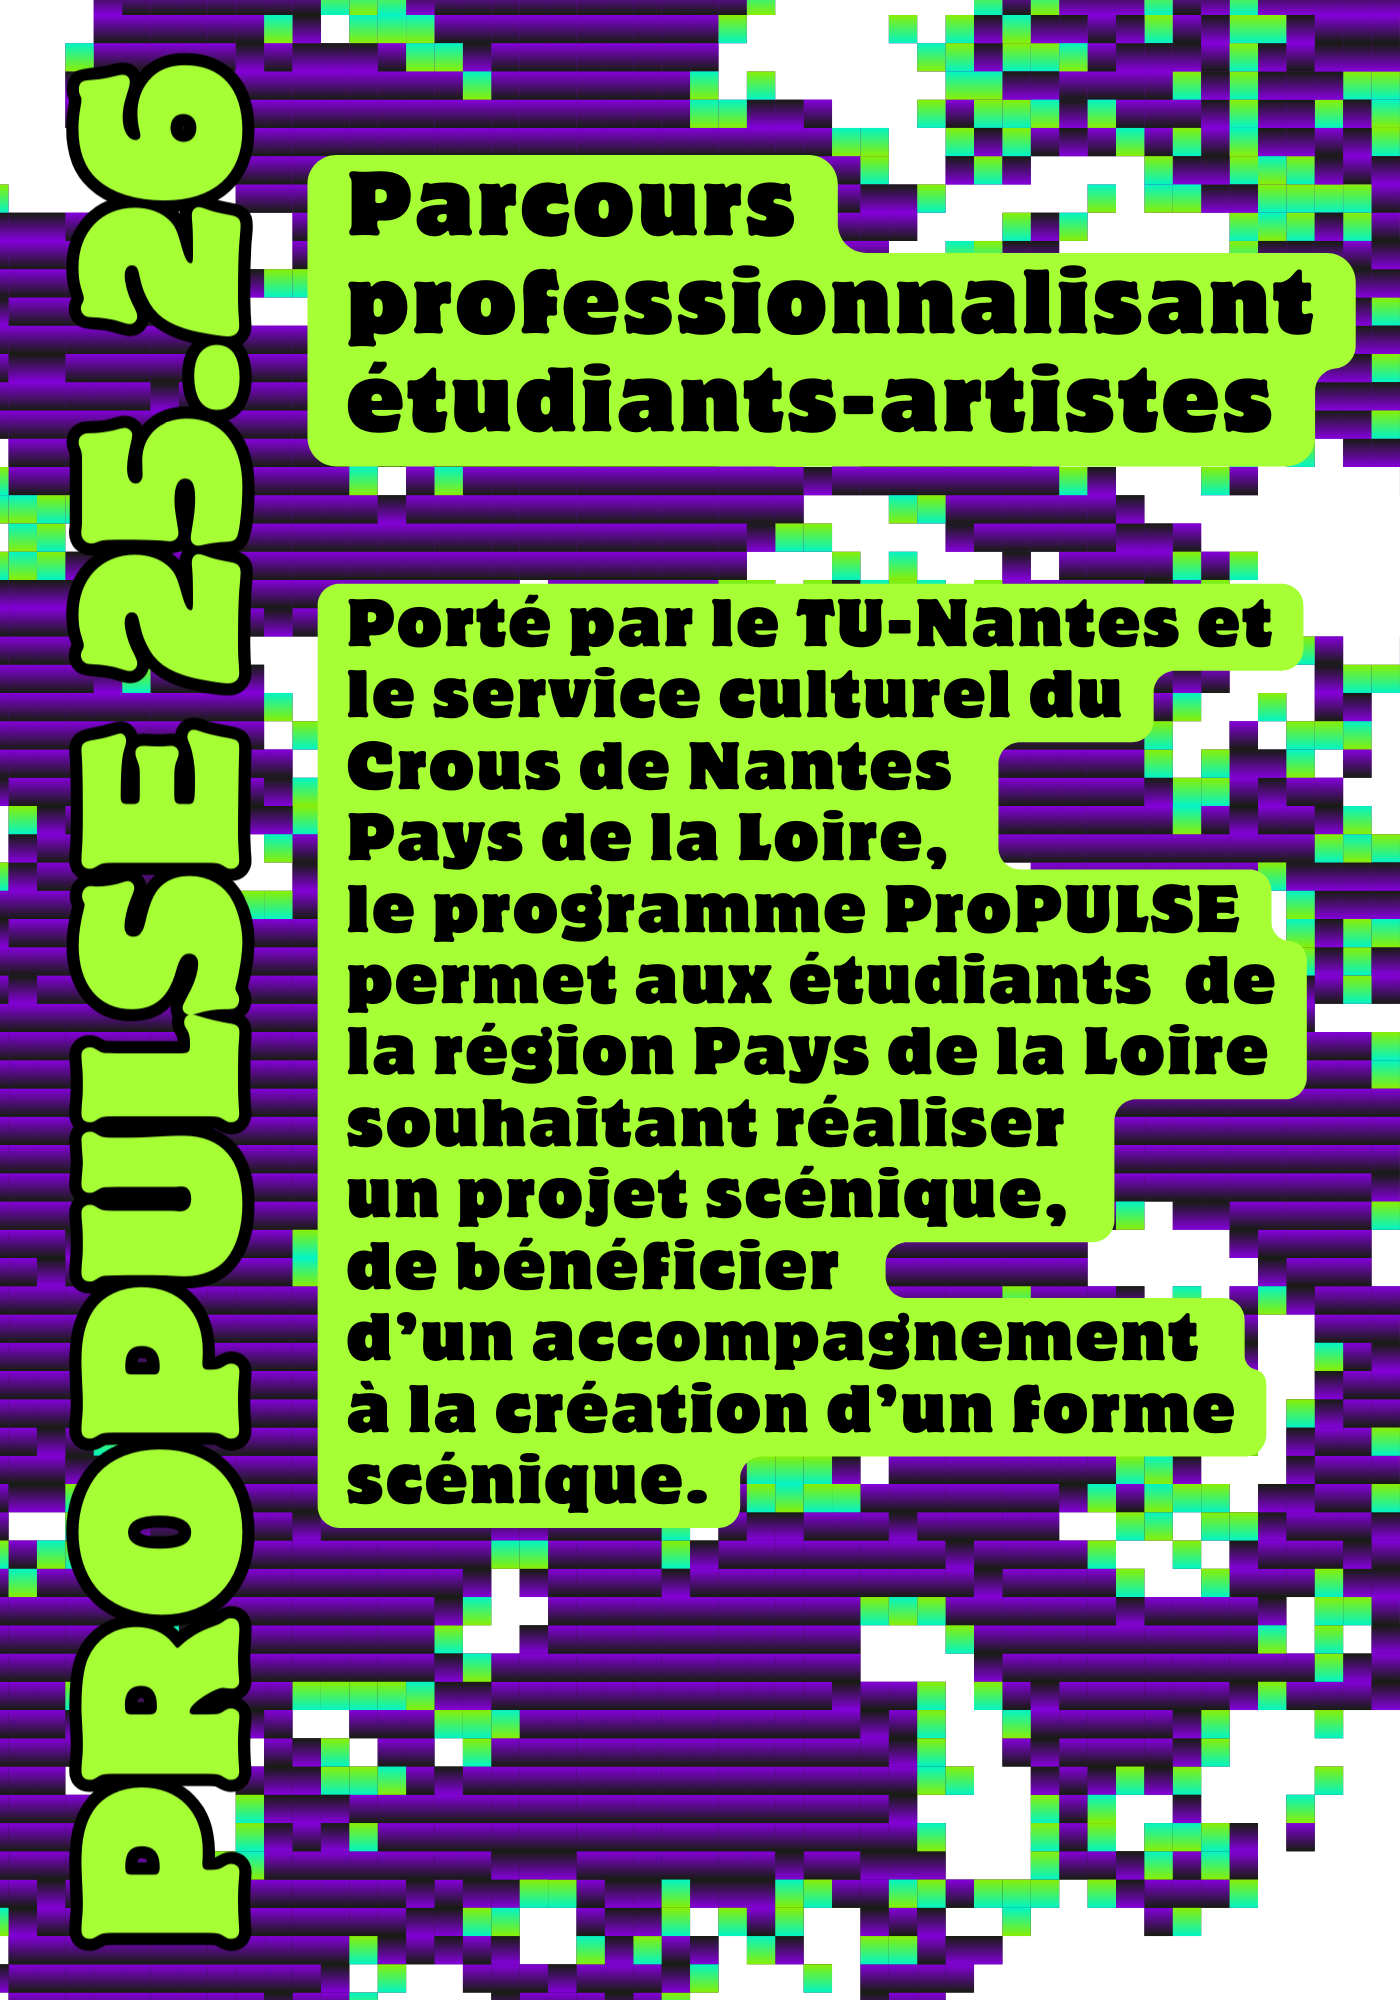 PROPULSE 25.26
Parcours
professionnalisant
étudiants-artistes
Porté par le TU-Nantes et
le service culturel du
Crous de Nantes
Pays de la Loire,
le programme ProPULSE
permet aux étudiants  de
la région Pays de la Loire
souhaitant réaliser
un projet scénique,
de bénéficier
d’un accompagnement
à la création d’un forme
scénique.